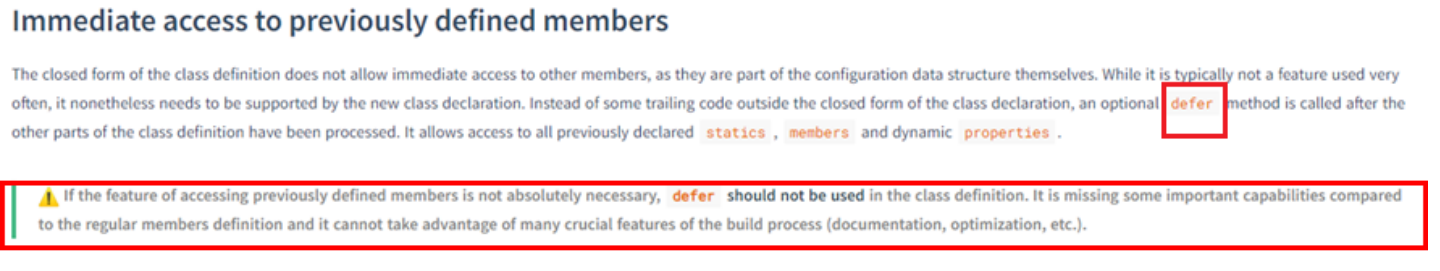 Immediate access to previously defined members
The closed form of the class definition does not allow immediate access to other members, as they are part of the configuration data structure themselves. While it is typically not a feature used very
often, it nonetheless needs to be supported by the new class declaration. Instead of some trailing code outside the closed form of the class declaration, an optional defer method is called after the
other parts of the class definition have been processed. It allows access to all previously declared statics , members and dynamic properties .
⚠️ If the feature of accessing previously defined members is not absolutely necessary, defer should not be used in the class definition. It is missing some important capabilities compared
to the regular members definition and it cannot take advantage of many crucial features of the build process (documentation, optimization, etc.).